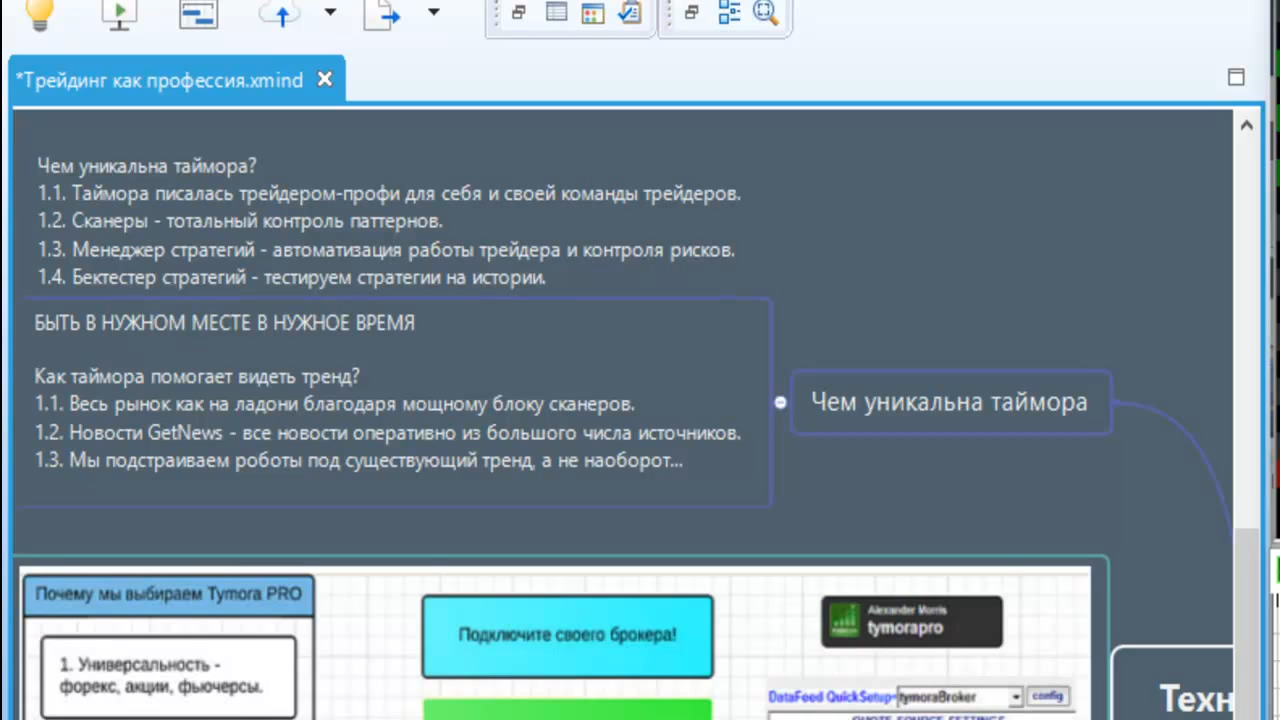 *Трейдинг как профессия.xmind
Чем уникальна таймора?
1.1. Таймора писалась трейдером-профи для себя и своей команды трейдеров.
1.2. Сканеры - тотальный контроль паттернов.
1.3. Менеджер стратегий - автоматизация работы трейдера и контроля рисков.
1.4. Бектестер стратегий - тестируем стратегии на истории.
БЫТЬ В НУЖНОМ МЕСТЕ В НУЖНОЕ ВРЕМЯ
Как таймора помогает видеть тренд?
1.1. Весь рынок как на ладони благодаря мощному блоку сканеров.
1.2. Новости GetNews - все новости оперативно из большого числа источников.
1.3. Мы подстраиваем роботы под существующий тренд, а не наоборот...
Чем уникальна таймора
Почему мы выбираем Tymora PRO
1. Универсальность -
форекс, акции, фьючерсы.
Подключите своего брокера!
Alexander Morris
tymorapro
DataFeed QuickSetup- tymoraBroker config
QUOTE SOURCE SETTINGS
Техн